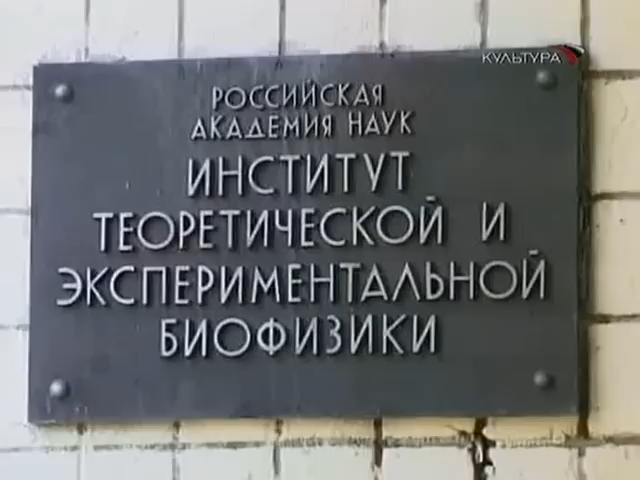 КУЛЬТУРА
РОССИЙСКАЯ
АКАДЕМИЯ НАУК
ИНСТИТУТ
ТЕОРЕТИЧЕСКОЙ И
ЭКСПЕРИМЕНТАЛЬНОЙ
БИОФИЗИКИ